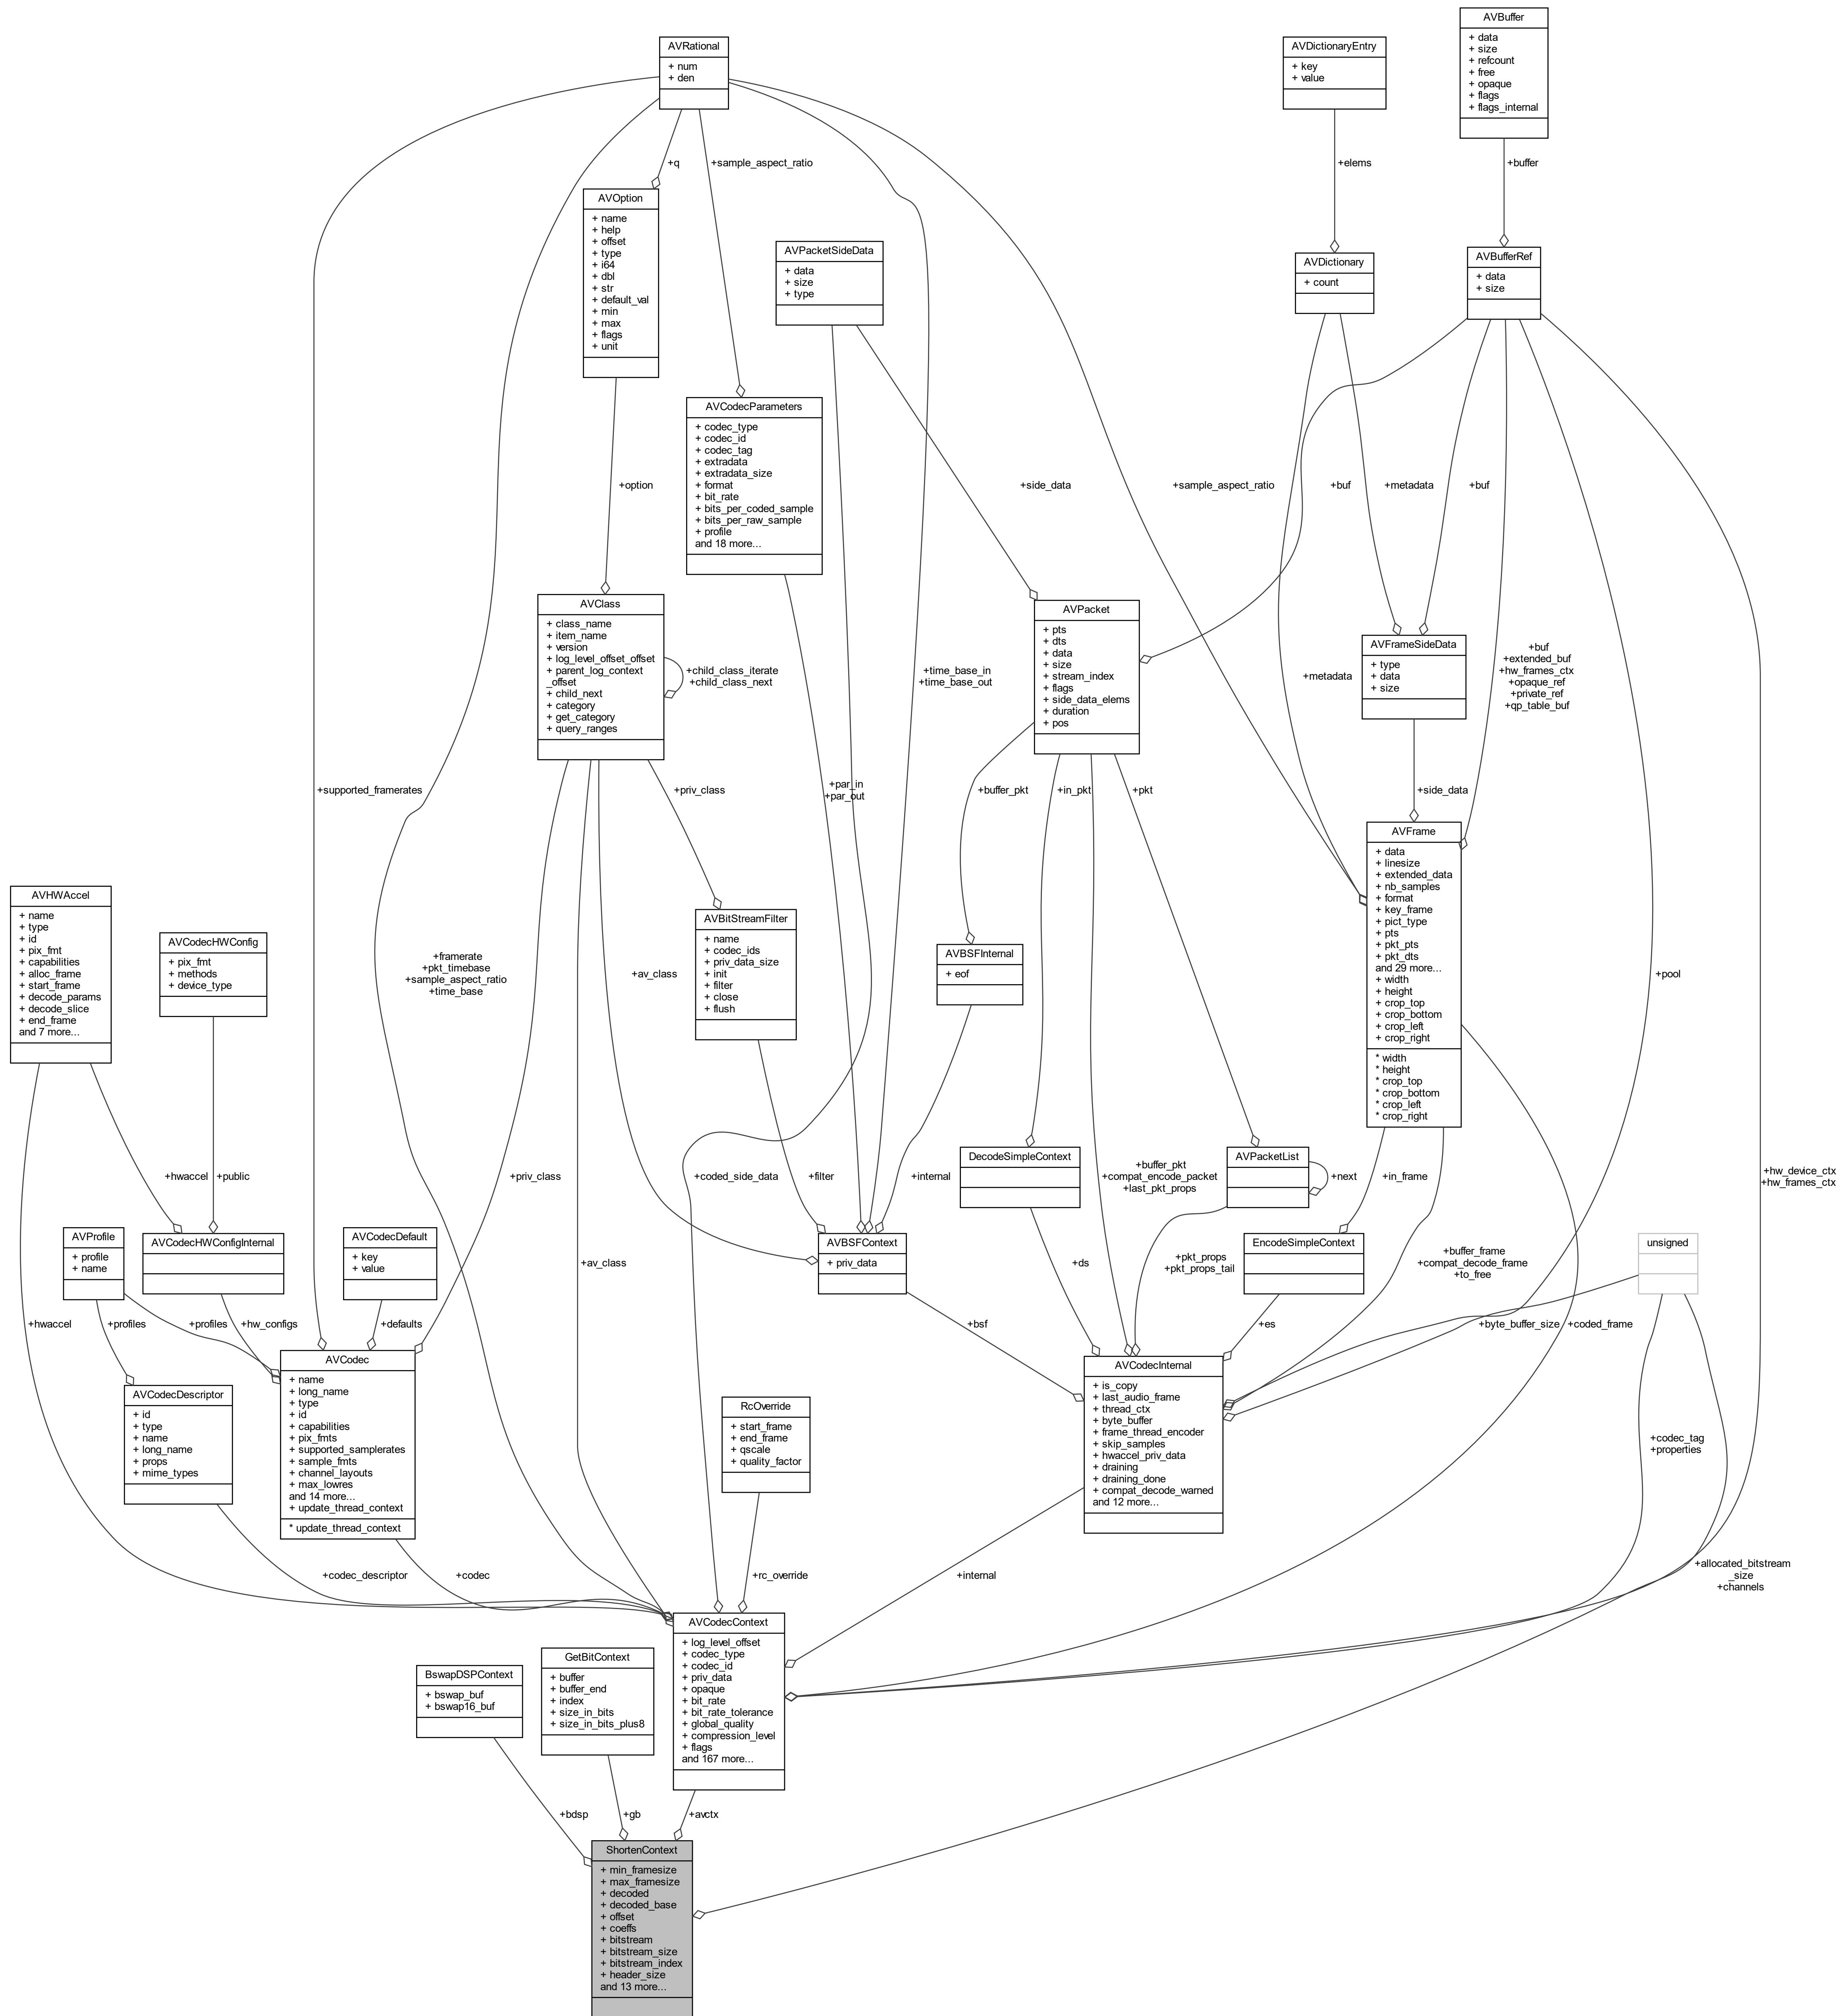 AVBuffer
+ data
+ size
+ refcount
+ free
+ opaque
+ flags
+ flags_internal
AVRational
+ num
+ den
AVDictionaryEntry
+ key
+ value
+q
+sample_aspect_ratio
+elems
+buffer
AVOption
+ name
+ help
+ offset
+ type
+ i64
+ dbl
+ str
+ default_val
+ min
+ max
+ flags
+ unit
AVPacketSideData
+ data
+ size
+ type
AVDictionary
+ count
AVBufferRef
+ data
+ size
AVCodecParameters
+ codec_type
+ codec_id
+ codec_tag
+ extradata
+ extradata_size
+ format
+ bit_rate
+ bits_per_coded_sample
+ bits_per_raw_sample
+ profile
and 18 more...
+option
+side_data
+sample_aspect_ratio
+buf
+metadata
+buf
AVClass
+ class_name
+ item_name
+ version
+ log_level_offset_offset
+ parent_log_context
_offset
+ child_next
+ category
+ get_category
+ query_ranges
+child_class_iterate
+child_class_next
+time_base_in
+time_base_out
AVPacket
+ pts
+ dts
+ data
+ size
+ stream_index
+ flags
+ side_data_elems
+ duration
+ pos
+metadata
AVFrameSideData
+ type
+ data
+ size
+buf
+extended_buf
+hw_frames_ctx
+opaque_ref
+private_ref
+qp_table_buf
+supported_framerates
+priv_class
+par_in
+par_out
+buffer_pkt
+in_pkt
+pkt
+side_data
AVFrame
+ data
+ linesize
+ extended_data
+ nb_samples
+ format
+ key_frame
+ pict_type
+ pts
+ pkt_pts
+ pkt_dts
and 29 more...
+ width
+ height
+ crop_top
+ crop_bottom
+ crop_left
+ crop_right
* width
* height
* crop_top
* crop_bottom
* crop_left
* crop_right
AVHWAccel
+ name
+ type
+ id
+ pix_fmt
+ capabilities
+ alloc_frame
+ start_frame
+ decode_params
+ decode_slice
+ end_frame
and 7 more...
AVCodecHWConfig
+ pix_fmt
+ methods
+ device_type
+framerate
+pkt_timebase
+sample_aspect_ratio
+time_base
+av_class
AVBitStreamFilter
+ name
+ codec_ids
+ priv_data_size
+ init
+ filter
+ close
+ flush
AVBSFInternal
+ eof
+pool
+hwaccel
+public
+priv_class
+coded_side_data
+filter
+internal
DecodeSimpleContext
+buffer_pkt
+compat_encode_packet
+last_pkt_props
AVPacketList
+next
+in_frame
+hw_device_ctx
+hw_frames_ctx
AVProfile
+ profile
+ name
AVCodecHWConfigInternal
AVCodecDefault
+ key
+ value
+av_class
AVBSFContext
+ priv_data
+ds
+pkt_props
+pkt_props_tail
EncodeSimpleContext
+buffer_frame
+compat_decode_frame
+to_free
unsigned
+hwaccel
+profiles
+profiles
+hw_configs
+defaults
+bsf
+es
+byte_buffer_size
+coded_frame
AVCodecDescriptor
+ id
+ type
+ name
+ long_name
+ props
+ mime_types
AVCodec
+ name
+ long_name
+ type
+ id
+ capabilities
+ pix_fmts
+ supported_samplerates
+ sample_fmts
+ channel_layouts
+ max_lowres
and 14 more...
+ update_thread_context
* update_thread_context
RcOverride
+ start_frame
+ end_frame
+ qscale
+ quality_factor
AVCodecInternal
+ is_copy
+ last_audio_frame
+ thread_ctx
+ byte_buffer
+ frame_thread_encoder
+ skip_samples
+ hwaccel_priv_data
+ draining
+ draining_done
+ compat_decode_warned
and 12 more...
+codec_tag
+properties
+codec_descriptor
+codec
+rc_override
+internal
+allocated_bitstream
_size
+channels
BswapDSPContext
+ bswap_buf
+ bswap16_buf
GetBitContext
+ buffer
+ buffer_end
+ index
+ size_in_bits
+ size_in_bits_plus8
AVCodecContext
+ log_level_offset
+ codec_type
+ codec_id
+ priv_data
+ opaque
+ bit_rate
+ bit_rate_tolerance
+ global_quality
+ compression_level
+ flags
and 167 more...
+bdsp
+gb
+avctx
ShortenContext
+ min_framesize
+ max_framesize
+ decoded
+ decoded_base
+ offset
+ coeffs
+ bitstream
+ bitstream_size
+ bitstream_index
+ header_size
and 13 more...